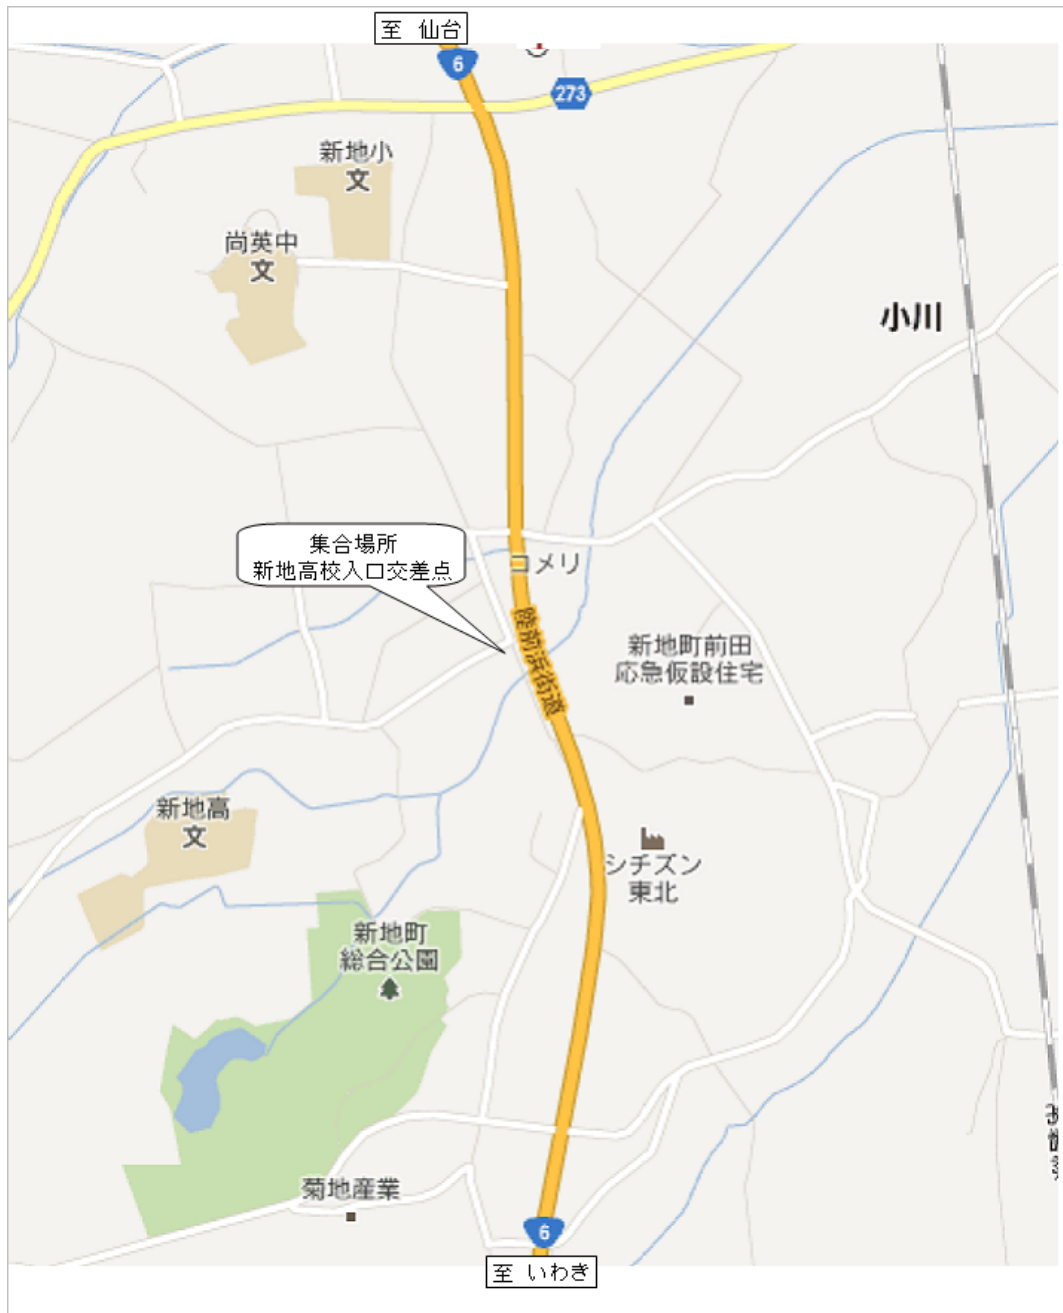 至 仙台
6
273
新地小
文
尚英中
文
小川
集合場所
新地高校入口交差点
コメリ
陸前浜街道
新地町前田
応急仮設住宅
新地高
文
シチズン
東北
新地町
総合公園
菊地産業
6
至 いわき